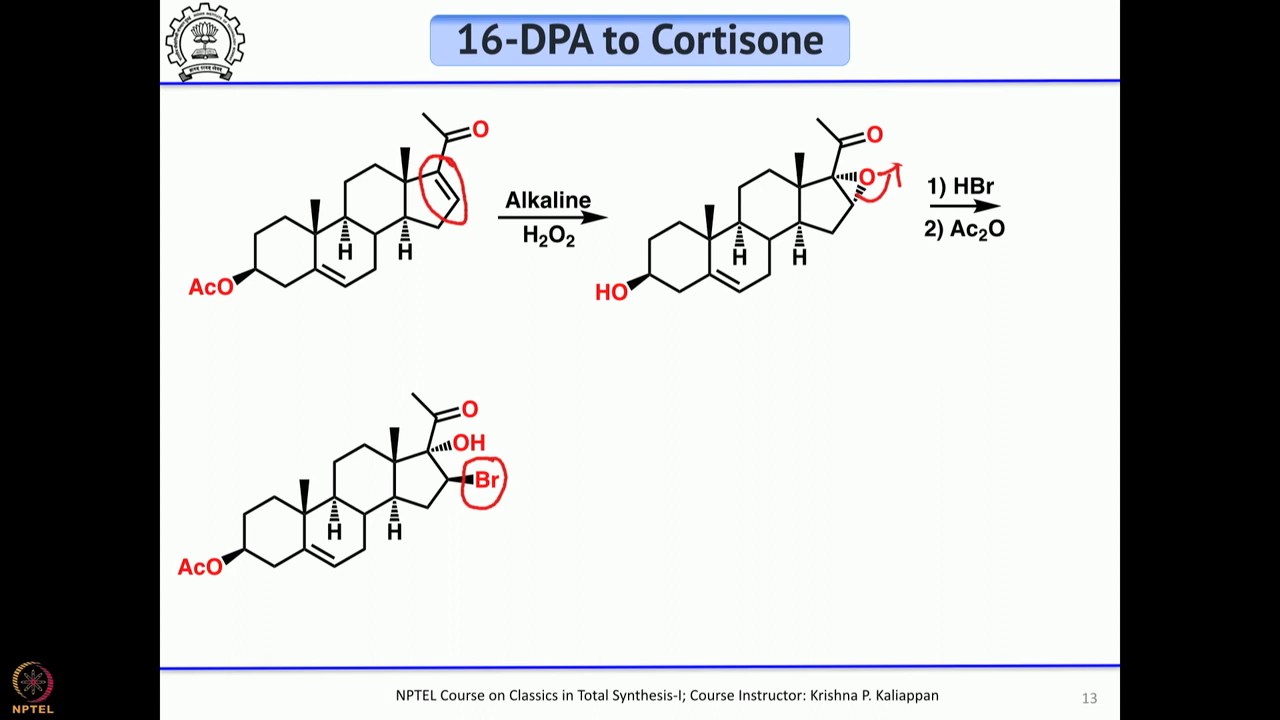 16-DPA to Cortisone
O
AcO
H
H
Alkaline
H₂O₂
O
O
HO
H
H
1) HBr
2) Ac₂O
O
OH
Br
AcO
H
H
NPTEL
NPTEL Course on Classics in Total Synthesis-I; Course Instructor: Krishna P. Kaliappan
13